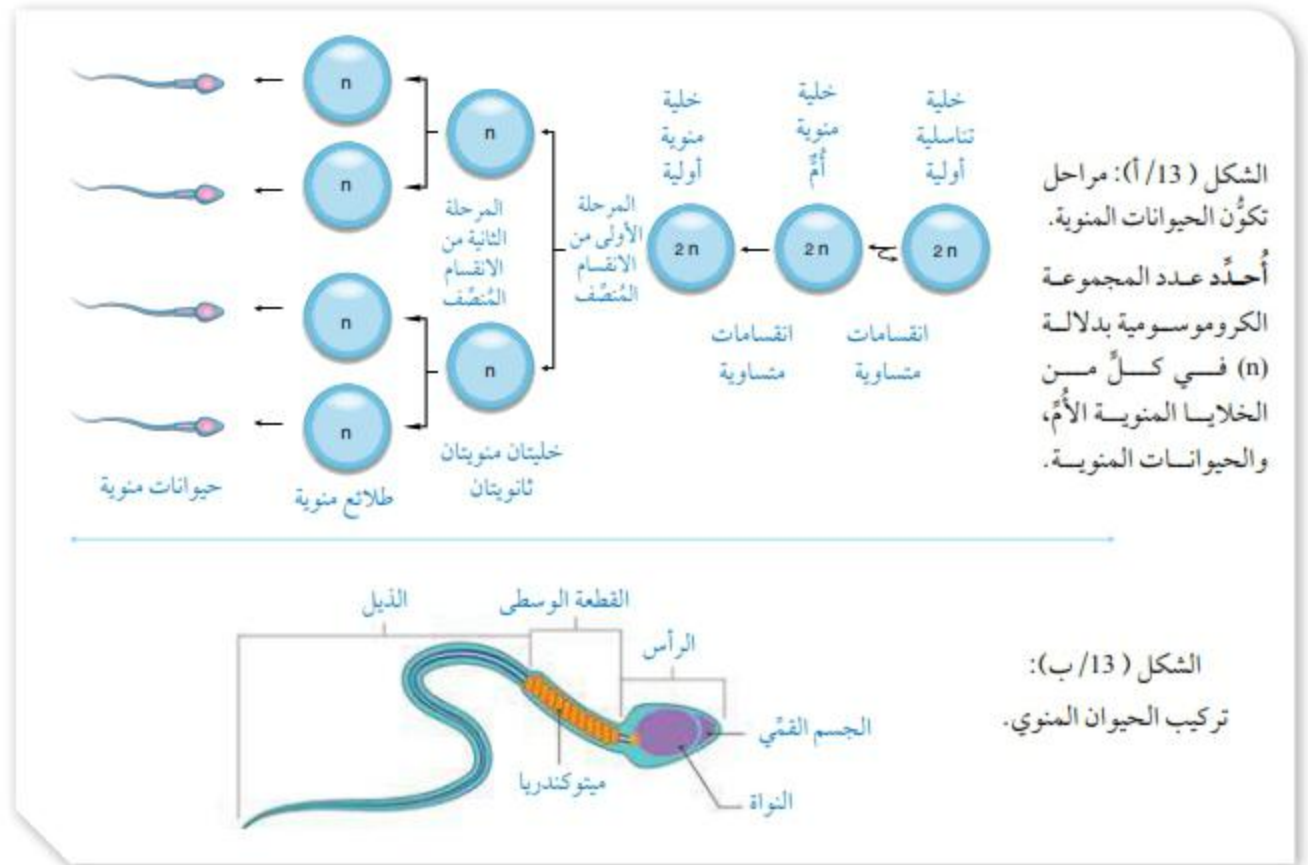 الشكل (13/أ): مراحل
تكوُّن الحيوانات المنوية.
أُحدِّد عدد المجموعة
الكروموسومية بدلالة
(n) في كلٍّ من
الخلايا المنوية الأُمِّ،
والحيوانات المنوية.
خلية
تناسلية
أولية
2n
خلية
منوية
أُمٌّ
2n
خلية
منوية
أولية
2n
انقسامات
متساوية
انقسامات
متساوية
المرحلة
الأولى من
الانقسام
المُنصِّف
n
n
خليتان منويتان
ثانويتان
المرحلة
الثانية من
الانقسام
المُنصِّف
n
n
n
n
طلائع منوية
حيوانات منوية
الشكل (13/ب):
تركيب الحيوان المنوي.
الرأس
القطعة الوسطى
الذيل
الجسم القمِّي
النواة
ميتوكندريا